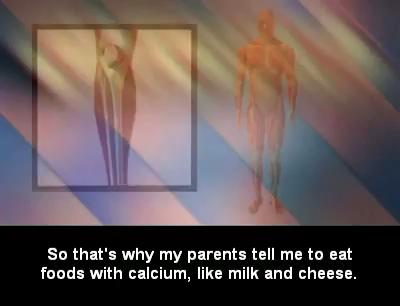 So that's why my parents tell me to eat
foods with calcium, like milk and cheese.